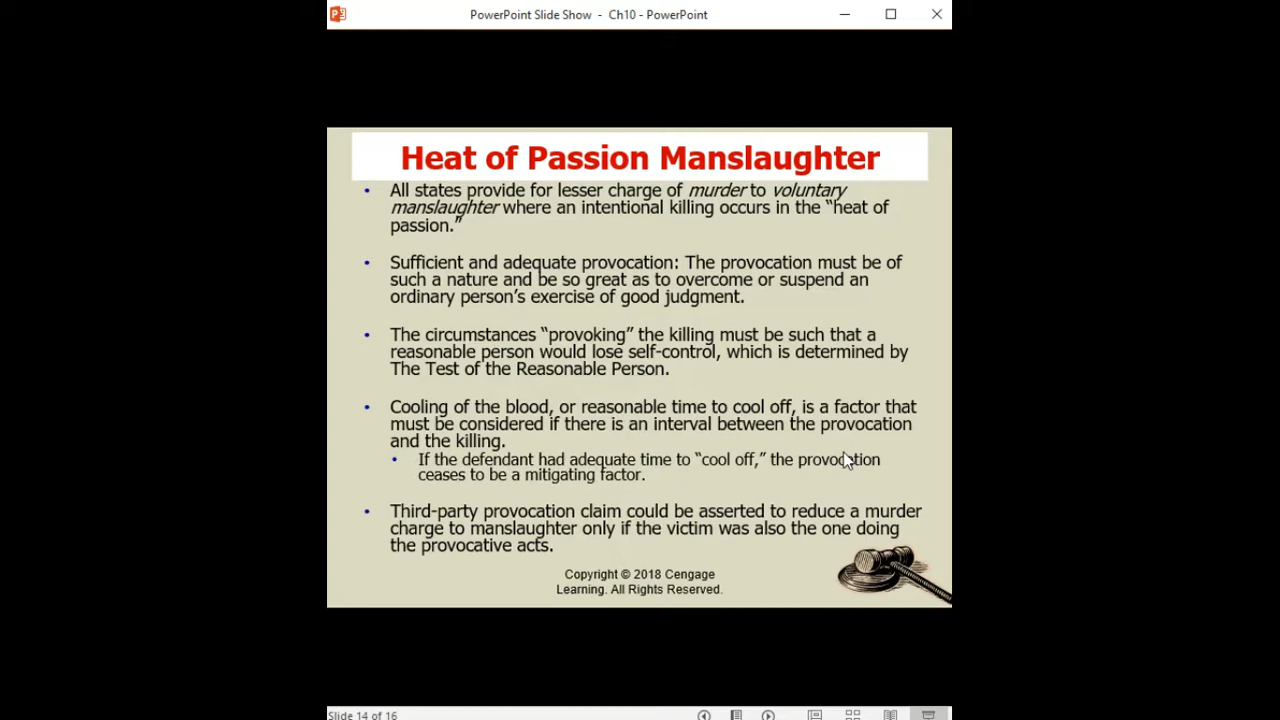 PowerPoint Slide Show - Ch10 - PowerPoint
Heat of Passion Manslaughter
• All states provide for lesser charge of murder to voluntary
manslaughter where an intentional killing occurs in the “heat of
passion.”
• Sufficient and adequate provocation: The provocation must be of
such a nature and be so great as to overcome or suspend an
ordinary person’s exercise of good judgment.
• The circumstances “provoking” the killing must be such that a
reasonable person would lose self-control, which is determined by
The Test of the Reasonable Person.
• Cooling of the blood, or reasonable time to cool off, is a factor that
must be considered if there is an interval between the provocation
and the killing.
• If the defendant had adequate time to “cool off,” the provocation
ceases to be a mitigating factor.
• Third-party provocation claim could be asserted to reduce a murder
charge to manslaughter only if the victim was also the one doing
the provocative acts.
Copyright © 2018 Cengage
Learning. All Rights Reserved.
Slide 14 of 16